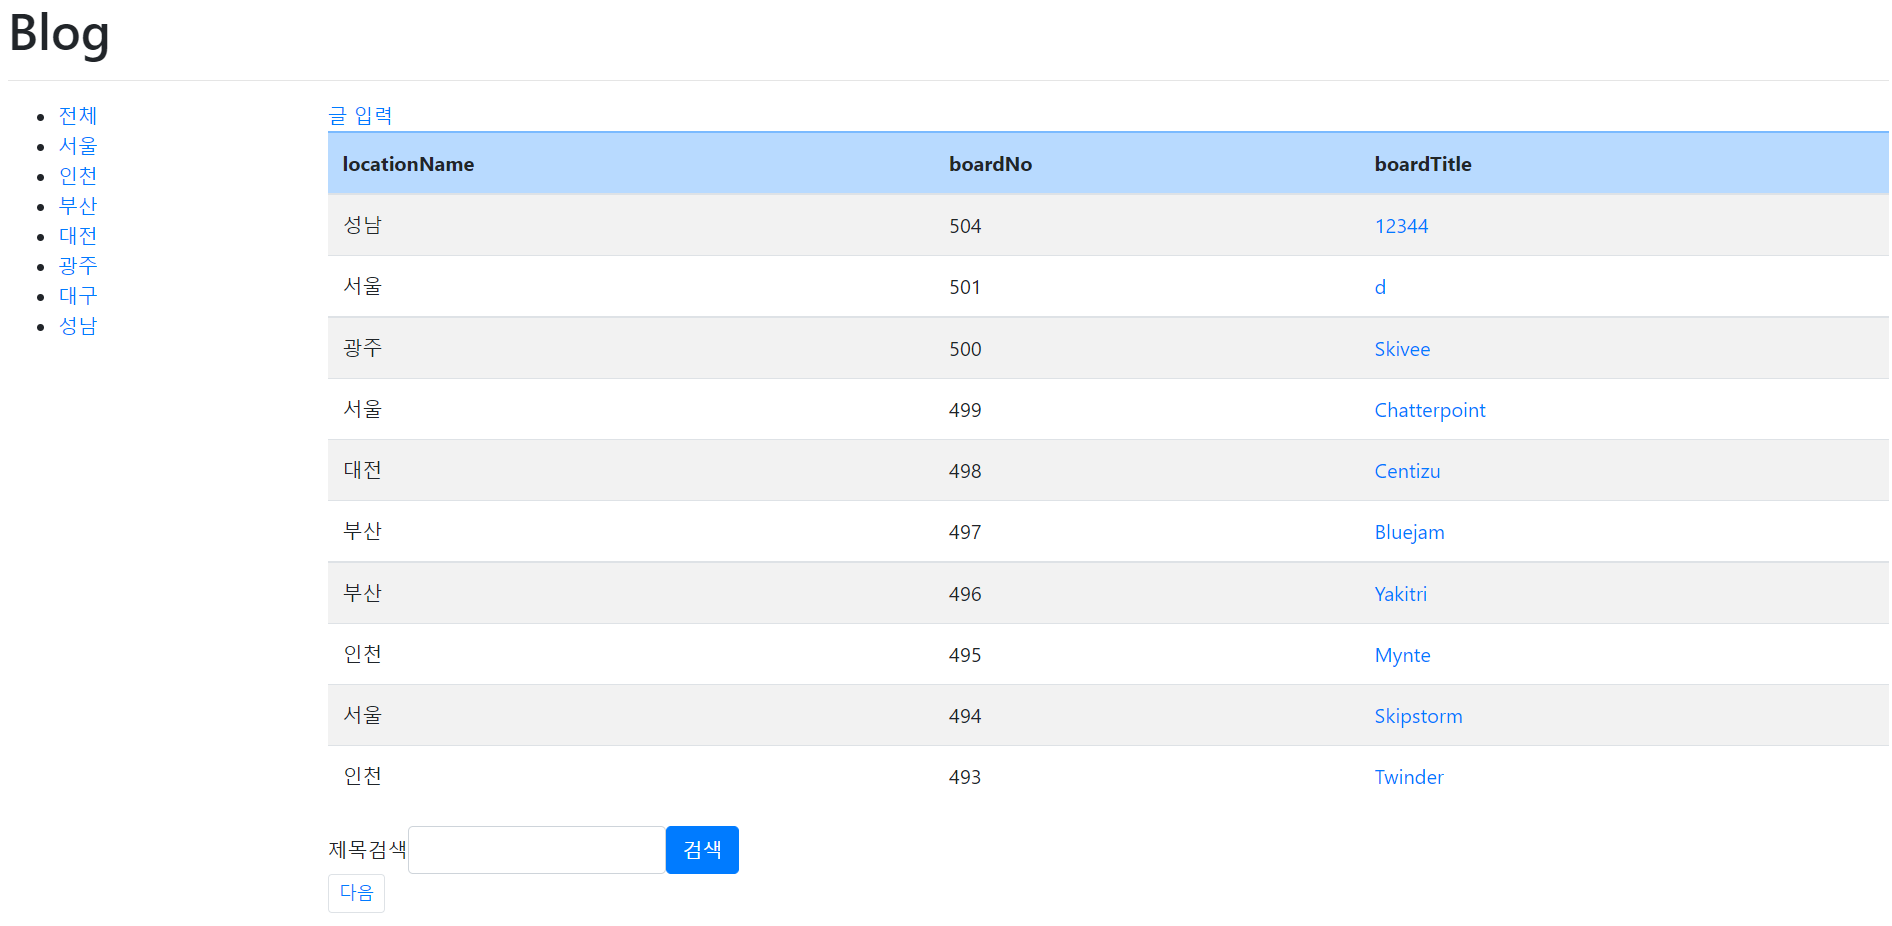 Blog
전체
서울
인천
부산
대전
광주
대구
성남
글 입력
locationName boardNo boardTitle
성남 504 12344
서울 501 d
광주 500 Skivee
서울 499 Chatterpoint
대전 498 Centizu
부산 497 Bluejam
부산 496 Yakitri
인천 495 Mynte
서울 494 Skipstorm
인천 493 Twinder
제목검색 검색
다음